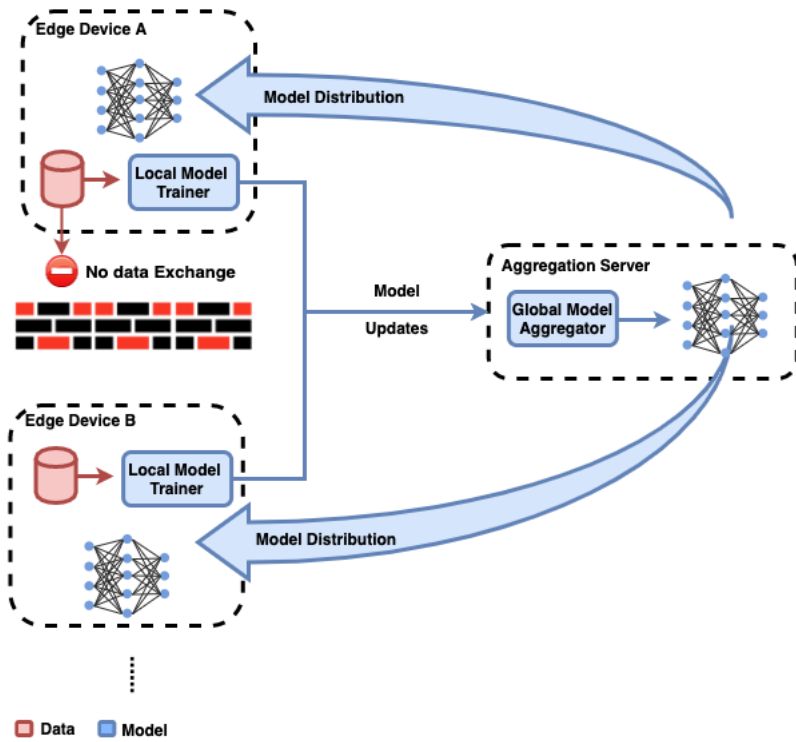 Edge Device A
Model Distribution
Local Model
Trainer
No data Exchange
Aggregation Server
Model
Updates
Global Model
Aggregator
Edge Device B
Local Model
Trainer
Model Distribution
Data
Model